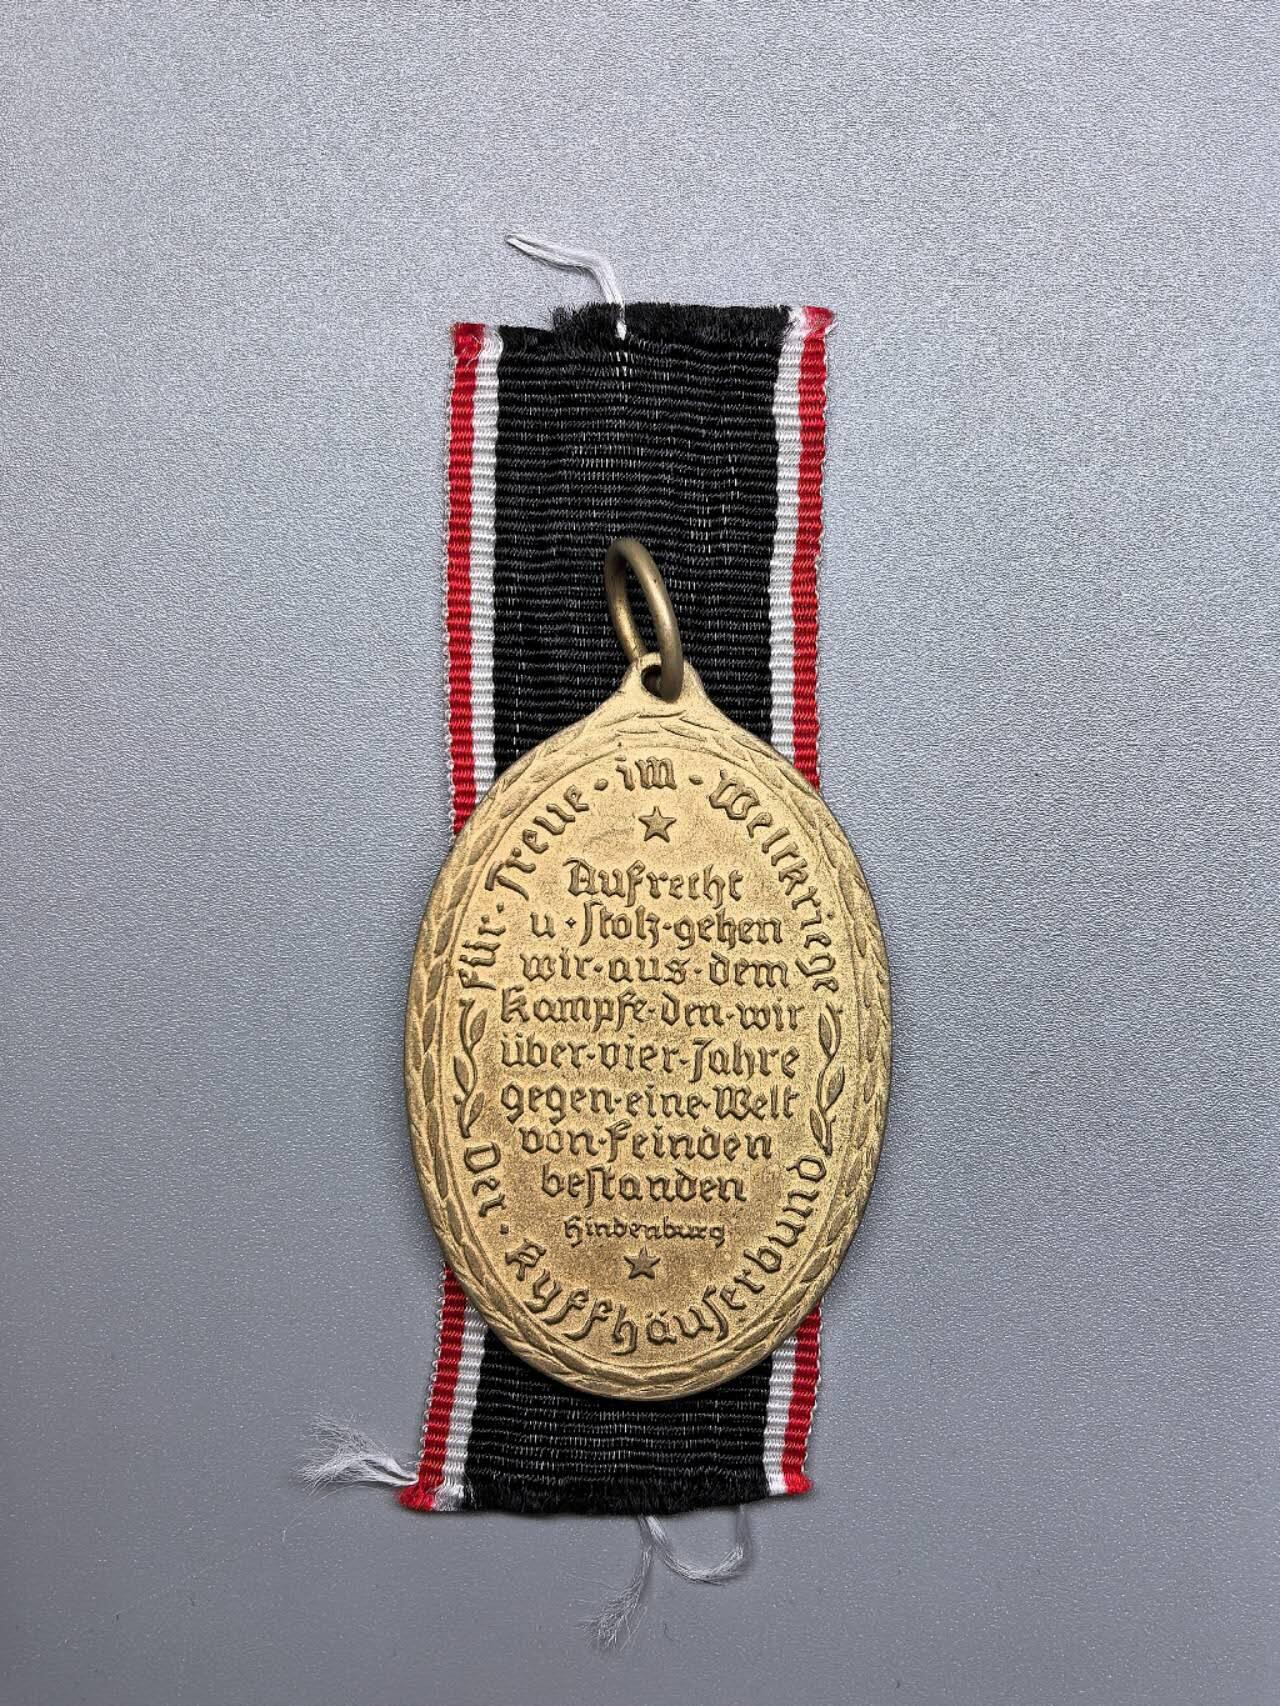 Für · Treue · im · Weltkriege
Aufrecht
u · stolz · gehen
wir · aus · dem
Kampfe · den · wir
über · vier · Jahre
gegen · eine · Welt
von · Feinden
bestanden
Hindenburg
Der · Kyffhäuserbund